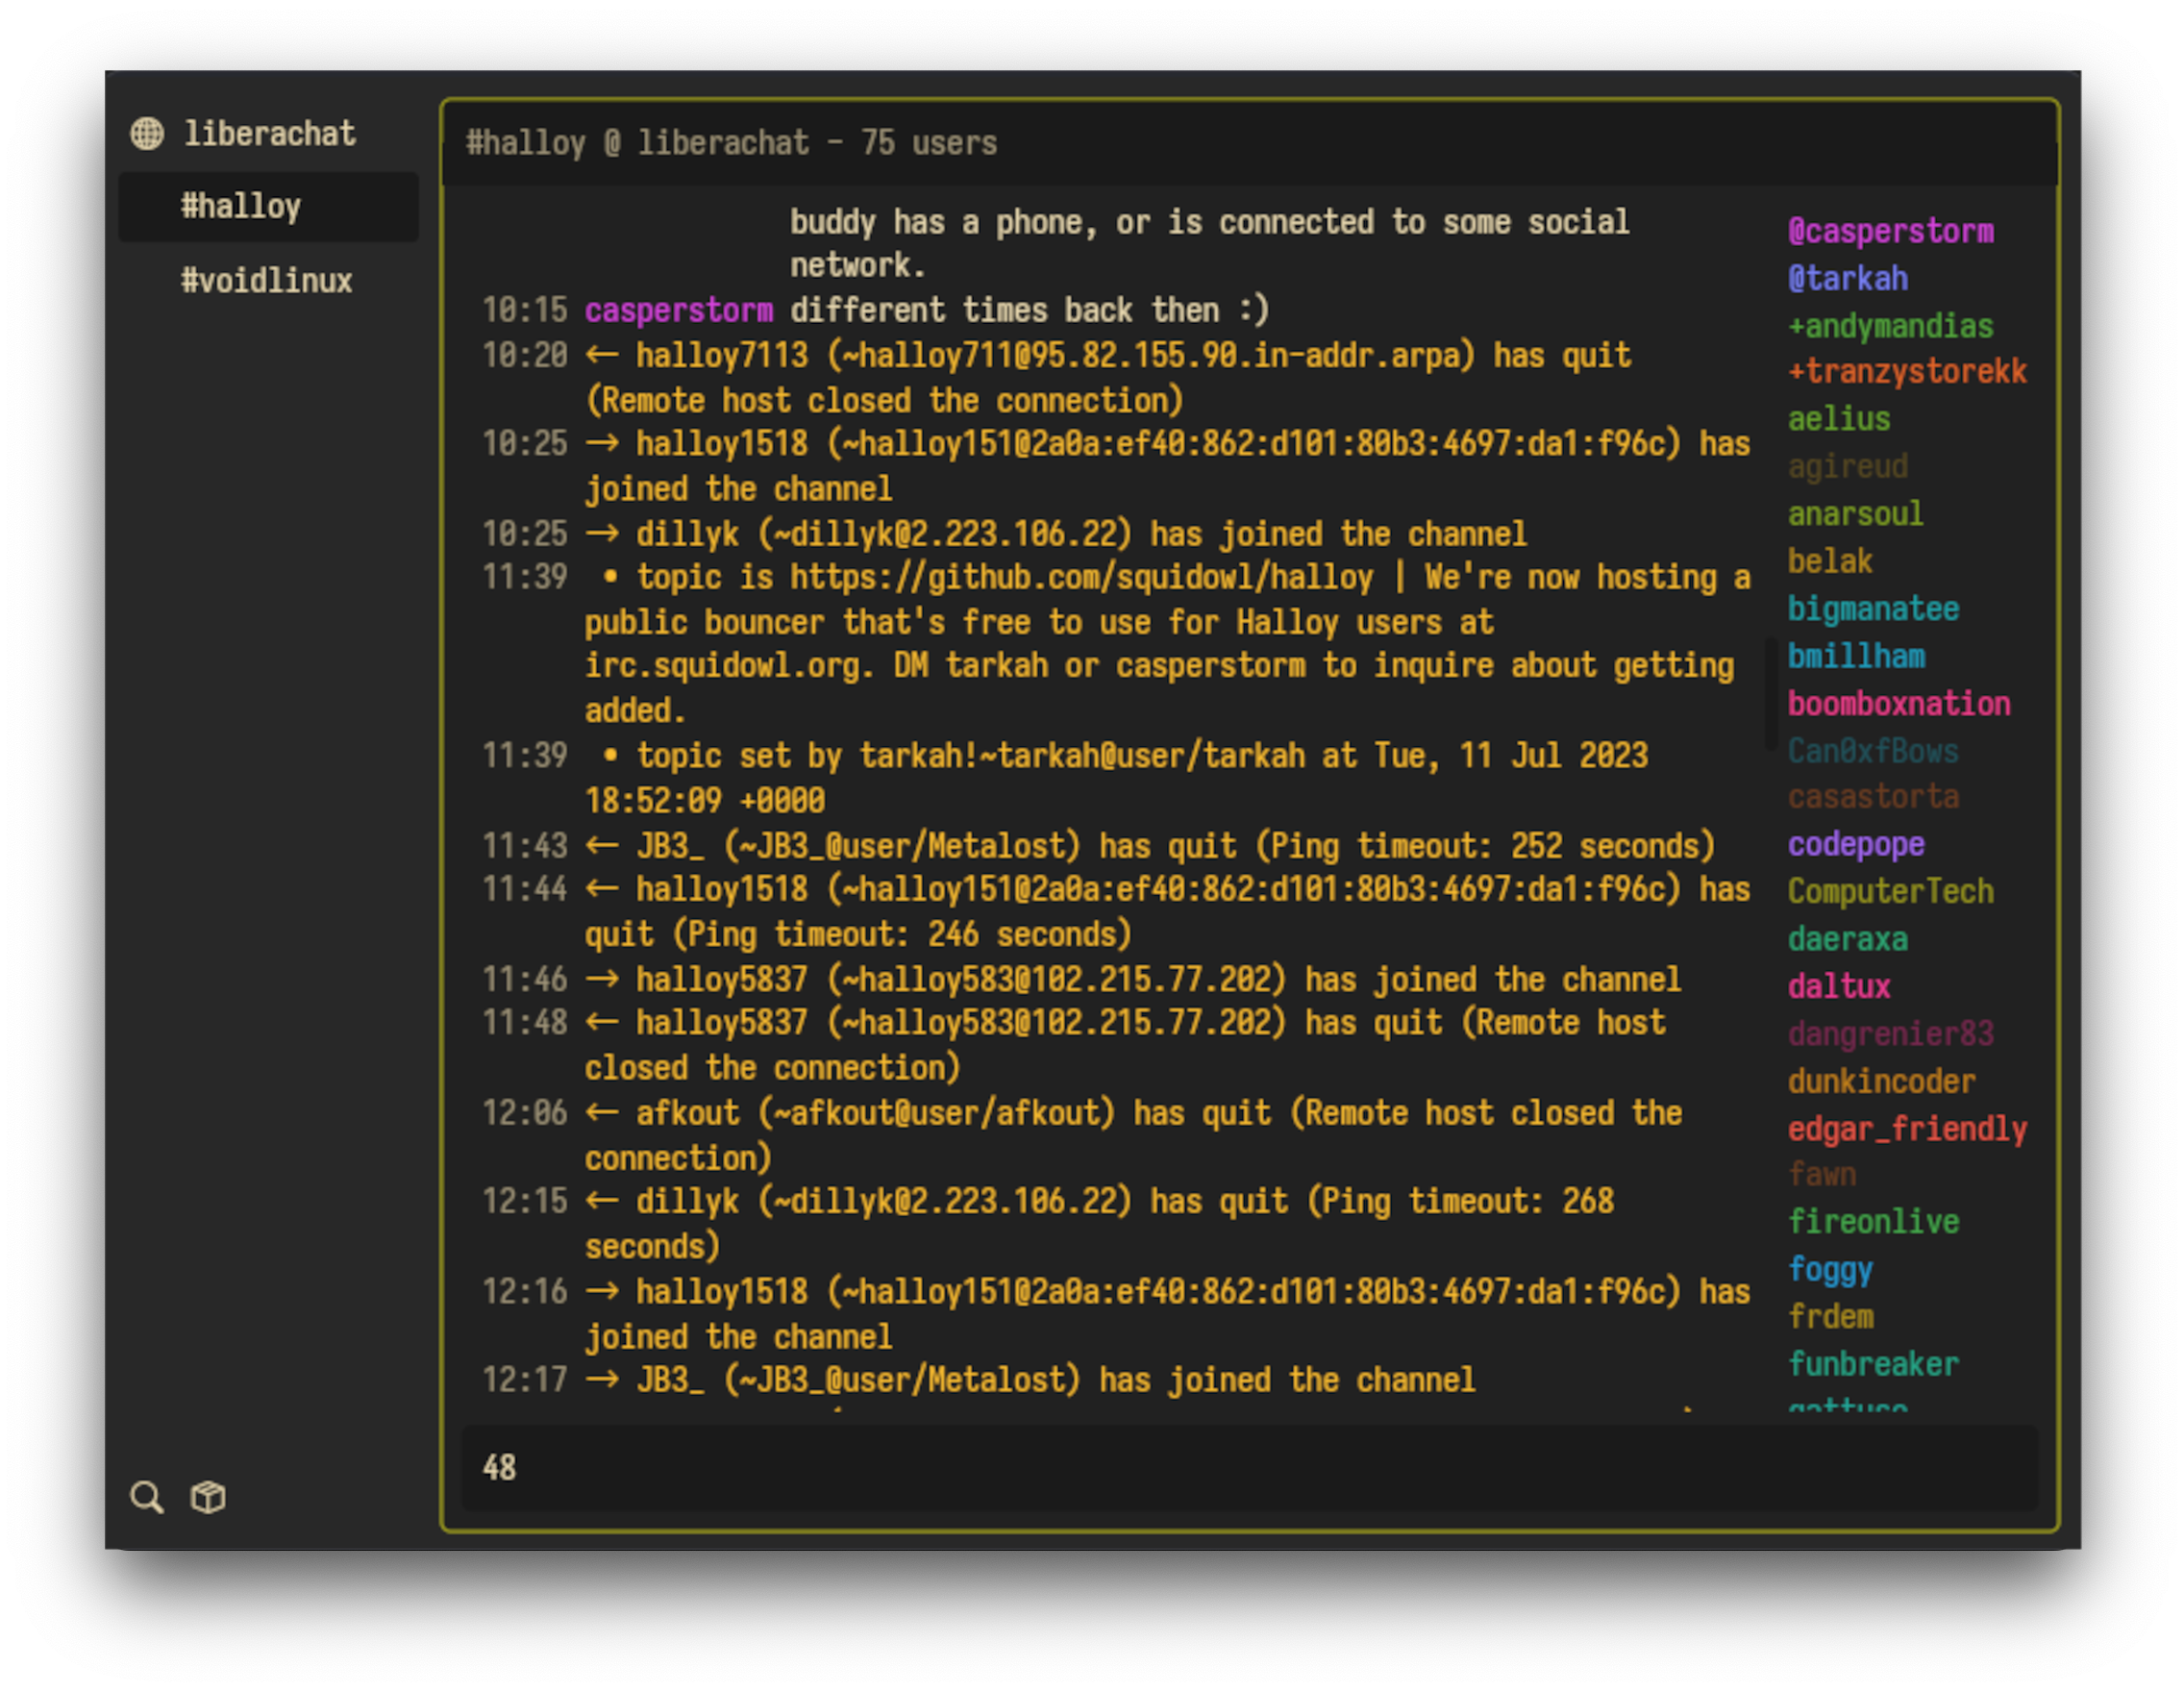 liberachat
#halloy
#voidlinux
#halloy @ liberachat - 75 users
buddy has a phone, or is connected to some social
network.
10:15 casperstorm different times back then :)
10:20 ← halloy7113 (~halloy711@95.82.155.90.in-addr.arpa) has quit
(Remote host closed the connection)
10:25 → halloy1518 (~halloy151@2a0a:ef40:862:d101:80b3:4697:da1:f96c) has
joined the channel
10:25 → dillyk (~dillyk@2.223.106.22) has joined the channel
11:39 • topic is https://github.com/squidowl/halloy | We're now hosting a
public bouncer that's free to use for Halloy users at
irc.squidowl.org. DM tarkah or casperstorm to inquire about getting
added.
11:39 • topic set by tarkah!~tarkah@user/tarkah at Tue, 11 Jul 2023
18:52:09 +0000
11:43 ← JB3_ (~JB3_@user/Metalost) has quit (Ping timeout: 252 seconds)
11:44 ← halloy1518 (~halloy151@2a0a:ef40:862:d101:80b3:4697:da1:f96c) has
quit (Ping timeout: 246 seconds)
11:46 → halloy5837 (~halloy583@102.215.77.202) has joined the channel
11:48 ← halloy5837 (~halloy583@102.215.77.202) has quit (Remote host
closed the connection)
12:06 ← afkout (~afkout@user/afkout) has quit (Remote host closed the
connection)
12:15 ← dillyk (~dillyk@2.223.106.22) has quit (Ping timeout: 268
seconds)
12:16 → halloy1518 (~halloy151@2a0a:ef40:862:d101:80b3:4697:da1:f96c) has
joined the channel
12:17 → JB3_ (~JB3_@user/Metalost) has joined the channel
48
@casperstorm
@tarkah
+andymandias
+tranzystorekk
aelius
agireud
anarsoul
belak
bigmanatee
bmillham
boomboxnation
Can0xfBows
casastorta
codepope
ComputerTech
daeraxa
daltux
dangrenier83
dunkincoder
edgar_friendly
fawn
fireonlive
foggy
frdem
funbreaker